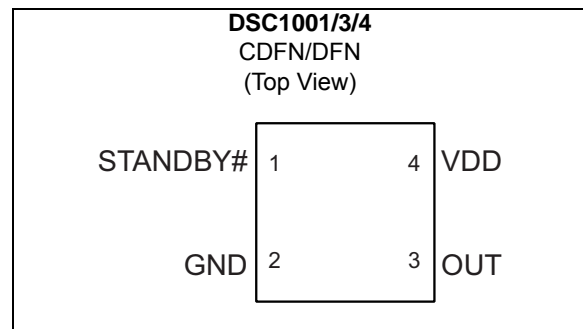 DSC1001/3/4
CDFN/DFN
(Top View)
STANDBY# 1 4 VDD
GND 2 3 OUT